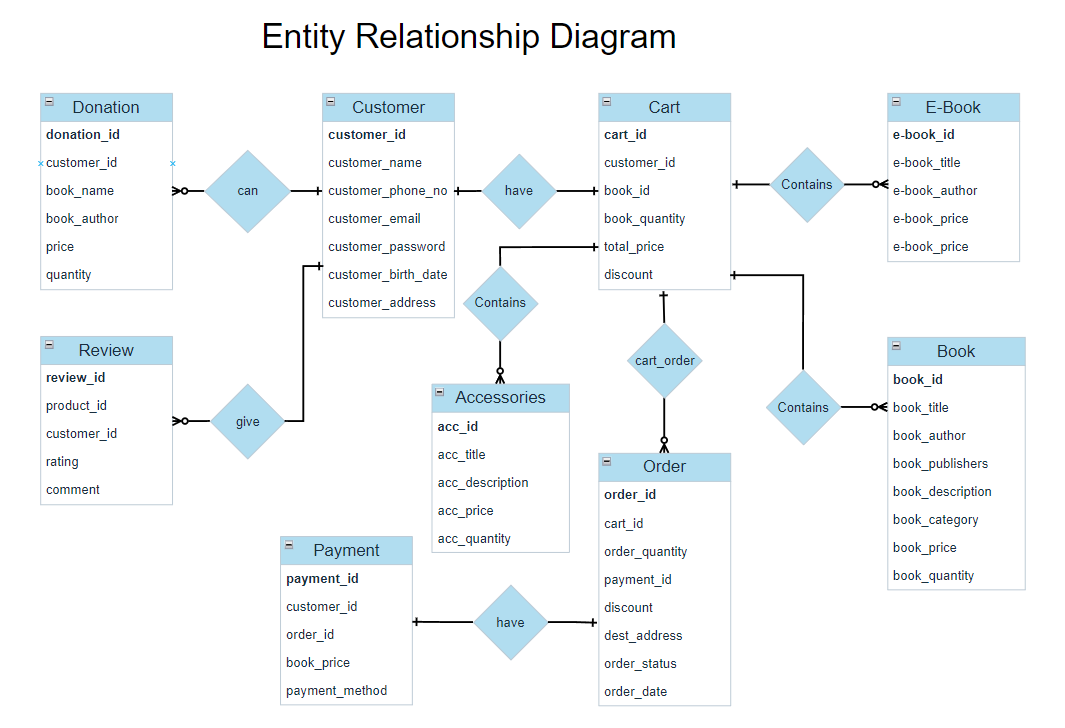 Entity Relationship Diagram
Donation
donation_id
customer_id
book_name
book_author
price
quantity
can
Customer
customer_id
customer_name
customer_phone_no
customer_email
customer_password
customer_birth_date
customer_address
have
Cart
cart_id
customer_id
book_id
book_quantity
total_price
discount
Contains
E-Book
e-book_id
e-book_title
e-book_author
e-book_price
e-book_price
Review
review_id
product_id
customer_id
rating
comment
give
Contains
Accessories
acc_id
acc_title
acc_description
acc_price
acc_quantity
cart_order
Contains
Book
book_id
book_title
book_author
book_publishers
book_description
book_category
book_price
book_quantity
Payment
payment_id
customer_id
order_id
book_price
payment_method
have
Order
order_id
cart_id
order_quantity
payment_id
discount
dest_address
order_status
order_date